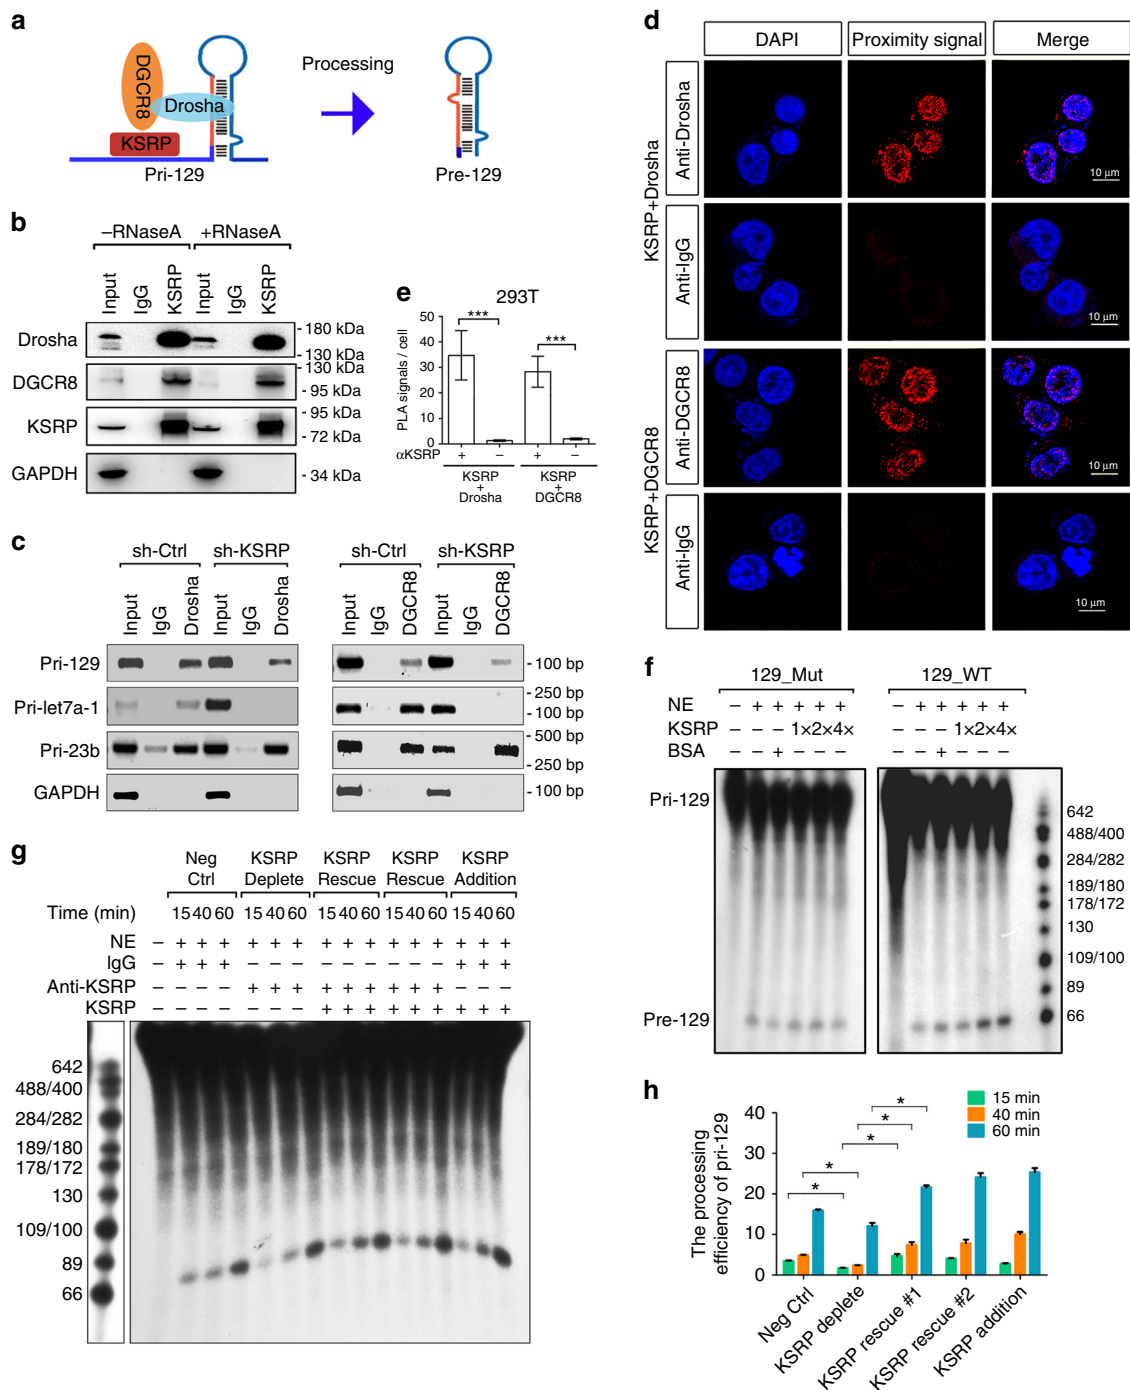 a
DGCR8
Drosha
KSRP
Pri-129
Processing
Pre-129
b
–RNaseA +RNaseA
Input IgG KSRP Input IgG KSRP
Drosha
DGCR8
KSRP
GAPDH
180 kDa
130 kDa
130 kDa
95 kDa
95 kDa
72 kDa
34 kDa
e
293T
PLA signals / cell
50
40
30
20
10
0
*** ***
αKSRP + – + –
KSRP + Drosha
KSRP + DGCR8
c
sh-Ctrl sh-KSRP
Input IgG Drosha Input IgG Drosha
sh-Ctrl sh-KSRP
Input IgG DGCR8 Input IgG DGCR8
Pri-129
Pri-let7a-1
Pri-23b
GAPDH
100 bp
250 bp
100 bp
500 bp
250 bp
100 bp
d
DAPI Proximity signal Merge
KSRP+Drosha
Anti-Drosha
10 µm
Anti-IgG
10 µm
KSRP+DGCR8
Anti-DGCR8
10 µm
Anti-IgG
10 µm
f
129_Mut 129_WT
NE – + + + + + – + + + + +
KSRP – – – 1×2×4× – – – 1×2×4×
BSA – – + – – – – – + – – –
Pri-129
Pre-129
642
488/400
284/282
189/180
178/172
130
109/100
89
66
g
Neg Ctrl
KSRP Deplete
KSRP Rescue
KSRP Rescue
KSRP Addition
Time (min) 15 40 60 15 40 60 15 40 60 15 40 60 15 40 60
NE – + + + + + + + + + + + + + + +
IgG – + + + – – – – – – – – – + + +
Anti-KSRP – – – – + + + + + + + + + – – –
KSRP – – – – – – – + + + + + + + + +
642
488/400
284/282
189/180
178/172
130
109/100
89
66
h
The processing efficiency of pri-129
40
30
20
10
0
15 min
40 min
60 min
* * * * *
Neg Ctrl
KSRP deplete
KSRP rescue #1
KSRP rescue #2
KSRP addition